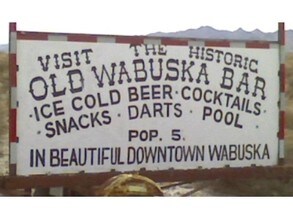 VISIT THE HISTORIC
OLD WABUSKA BAR
ICE COLD BEER · COCKTAILS
· SNACKS · DARTS · POOL
POP. 5.
IN BEAUTIFUL DOWNTOWN WABUSKA